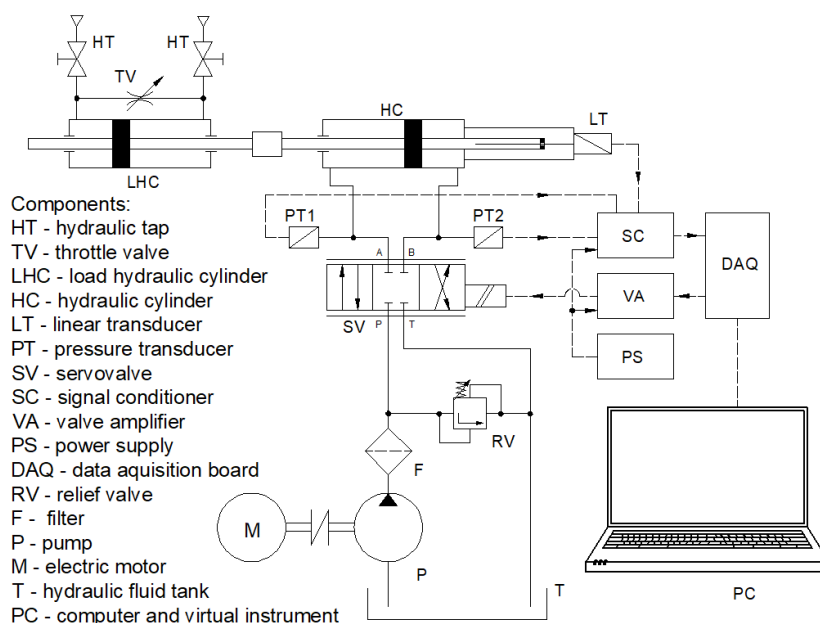 HT
HT
TV
HC
LT
LHC
Components:
HT - hydraulic tap
TV - throttle valve
LHC - load hydraulic cylinder
HC - hydraulic cylinder
LT - linear transducer
PT - pressure transducer
SV - servovalve
SC - signal conditioner
VA - valve amplifier
PS - power supply
DAQ - data aquisition board
RV - relief valve
F - filter
P - pump
M - electric motor
T - hydraulic fluid tank
PC - computer and virtual instrument
PT1
PT2
A
B
SV
P
T
SC
VA
PS
DAQ
RV
F
M
P
T
PC